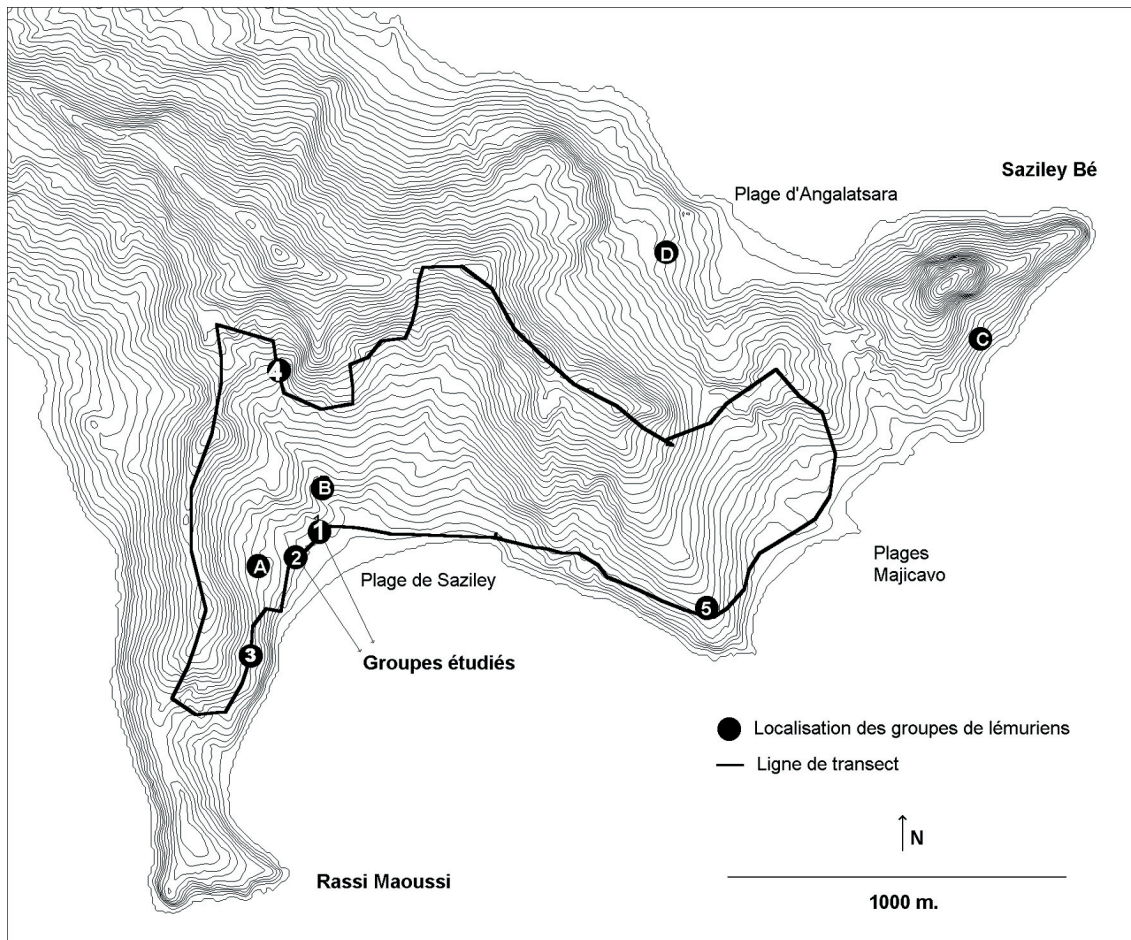 Saziley Bé
Plage d'Angalatsara
D
C
4
B
1
2
A
Plage de Saziley
Plages
Majicavo
5
3
Groupes étudiés
Localisation des groupes de lémuriens
Ligne de transect
N
Rassi Maoussi
1000 m.